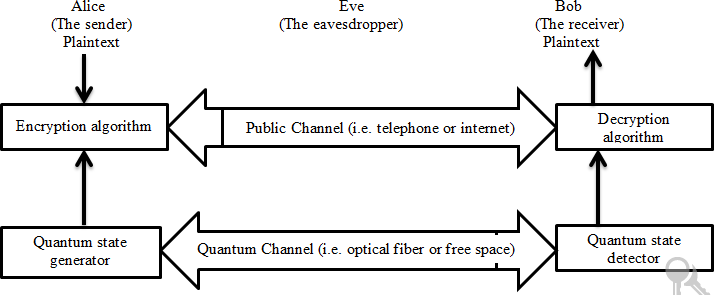 Alice
(The sender)
Plaintext
Eve
(The eavesdropper)
Bob
(The receiver)
Plaintext
Encryption algorithm
Public Channel (i.e. telephone or internet)
Decryption
algorithm
Quantum state
generator
Quantum Channel (i.e. optical fiber or free space)
Quantum state
detector